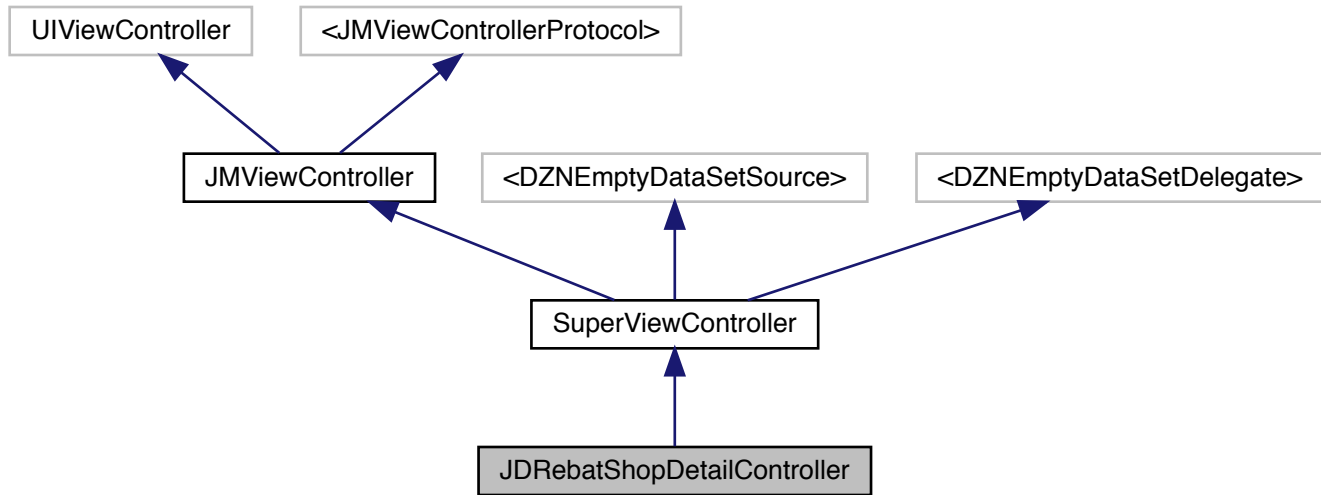 UIViewController
<JMViewControllerProtocol>
JMViewController
<DZNEmptyDataSetSource>
<DZNEmptyDataSetDelegate>
SuperViewController
JDRebatShopDetailController